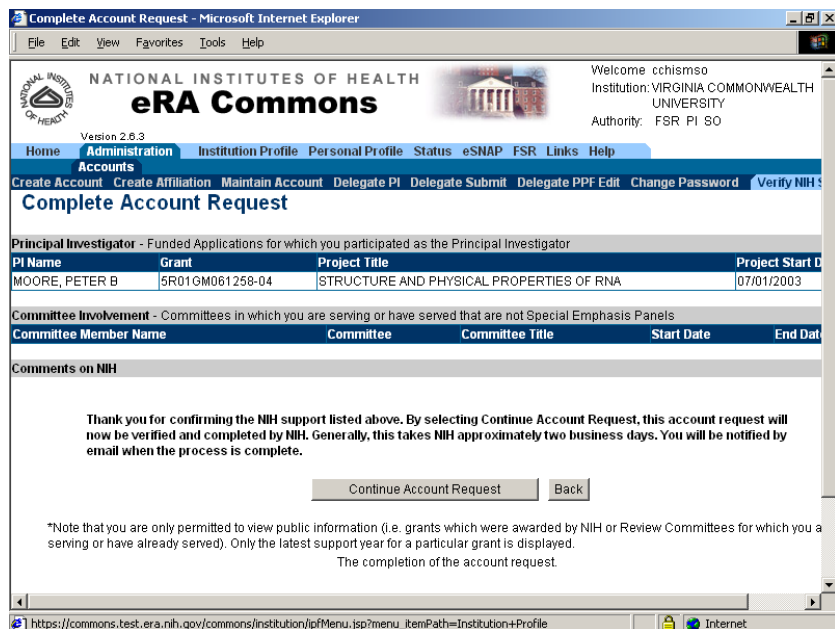 Complete Account Request - Microsoft Internet Explorer
File Edit View Favorites Tools Help
NATIONAL INSTITUTES OF HEALTH
eRA Commons
Version 2.6.3
Welcome cchismso
Institution: VIRGINIA COMMONWEALTH
UNIVERSITY
Authority: FSR PI SO
Home Administration Institution Profile Personal Profile Status eSNAP FSR Links Help
Accounts
Create Account Create Affiliation Maintain Account Delegate PI Delegate Submit Delegate PPF Edit Change Password Verify NIH S
Complete Account Request
Principal Investigator - Funded Applications for which you participated as the Principal Investigator
PI Name Grant Project Title Project Start D
MOORE, PETER B 5R01GM061258-04 STRUCTURE AND PHYSICAL PROPERTIES OF RNA 07/01/2003
Committee Involvement - Committees in which you are serving or have served that are not Special Emphasis Panels
Committee Member Name Committee Committee Title Start Date End Date
Comments on NIH
Thank you for confirming the NIH support listed above. By selecting Continue Account Request, this account request will
now be verified and completed by NIH. Generally, this takes NIH approximately two business days. You will be notified by
email when the process is complete.
Continue Account Request Back
*Note that you are only permitted to view public information (i.e. grants which were awarded by NIH or Review Committees for which you a
serving or have already served). Only the latest support year for a particular grant is displayed.
The completion of the account request.
https://commons.test.era.nih.gov/commons/institution/ipfMenu.jsp?menu_itemPath=Institution+Profile Internet